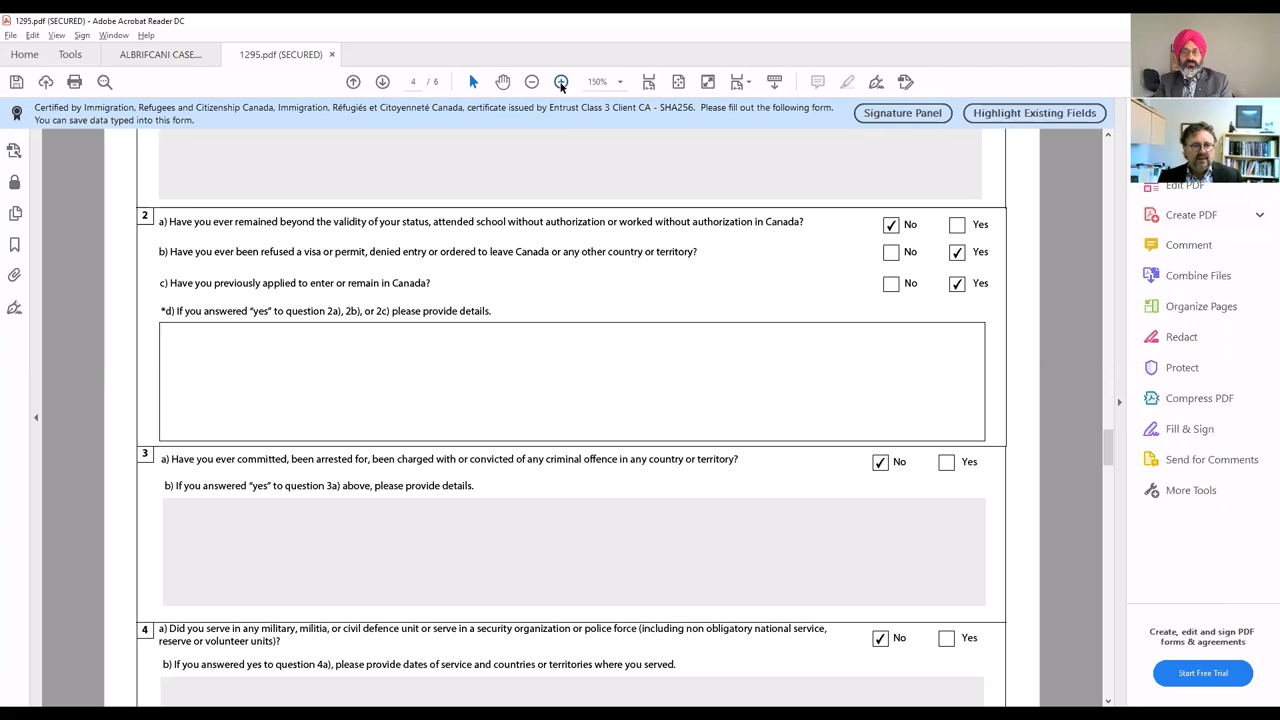 1295.pdf (SECURED) - Adobe Acrobat Reader DC
File Edit View Sign Window Help
Home Tools ALBRIFCANI CASE... 1295.pdf (SECURED) ×
4 / 6 150%
Certified by Immigration, Refugees and Citizenship Canada, Immigration, Réfugiés et Citoyenneté Canada, certificate issued by Entrust Class 3 Client CA - SHA256. Please fill out the following form.
You can save data typed into this form.
Signature Panel
Highlight Existing Fields
2 a) Have you ever remained beyond the validity of your status, attended school without authorization or worked without authorization in Canada? No Yes
b) Have you ever been refused a visa or permit, denied entry or ordered to leave Canada or any other country or territory? No Yes
c) Have you previously applied to enter or remain in Canada? No Yes
*d) If you answered “yes” to question 2a), 2b), or 2c) please provide details.
3 a) Have you ever committed, been arrested for, been charged with or convicted of any criminal offence in any country or territory? No Yes
b) If you answered “yes” to question 3a) above, please provide details.
4 a) Did you serve in any military, militia, or civil defence unit or serve in a security organization or police force (including non obligatory national service,
reserve or volunteer units)? No Yes
b) If you answered yes to question 4a), please provide dates of service and countries or territories where you served.
Edit PDF
Create PDF
Comment
Combine Files
Organize Pages
Redact
Protect
Compress PDF
Fill & Sign
Send for Comments
More Tools
Create, edit and sign PDF
forms & agreements
Start Free Trial